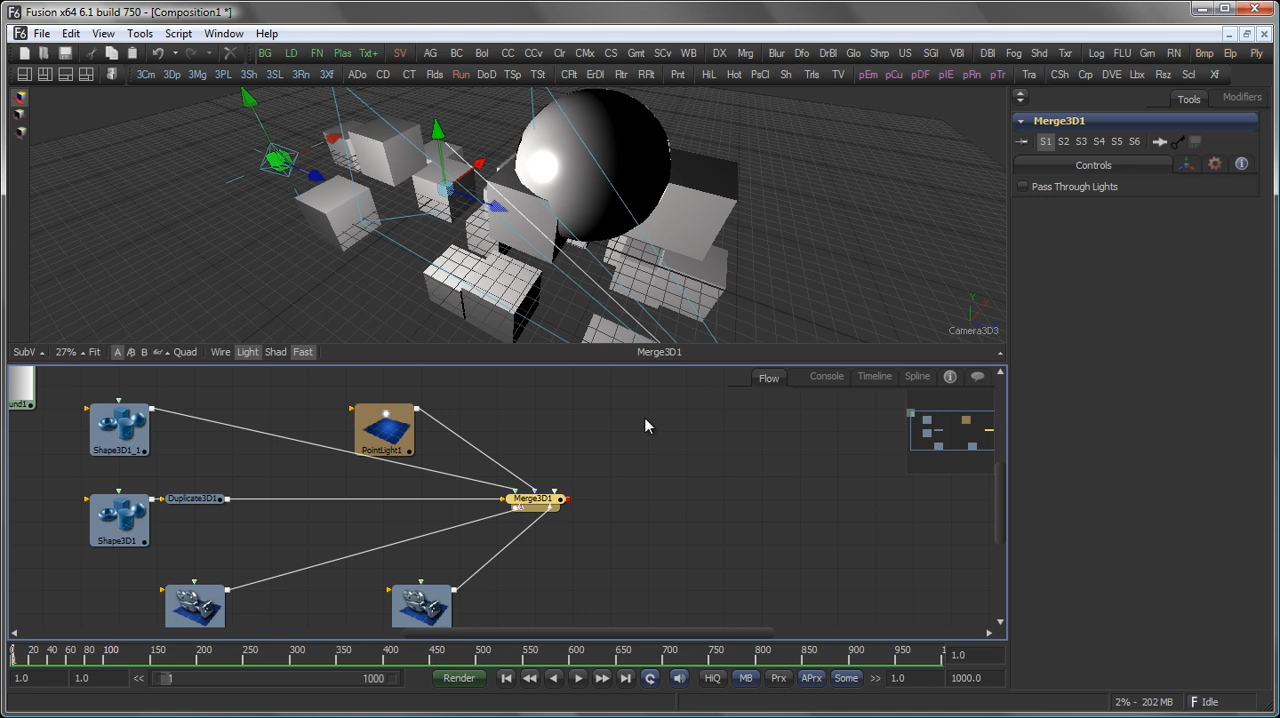 Fusion x64 6.1 build 750 - [Composition1 *]
File Edit View Tools Script Window Help
BG LD FN Plas Txt+ SV AG BC Bol CC CCv Clr CMx CS Gmt SCv WB DX Mrg Blur Dfo DrBl Glo Shrp US SGl VBl DBl Fog Shd Txr Log FLU Gm RN Bmp Elp Ply
3Cm 3Dp 3Mg 3PL 3Sh 3SL 3Rn 3Xf ADo CD CT Flds Run DoD TSp TSt CFlt ErDl Fltr RFlt Pnt HiL Hot PsCl Sh Trls TV pEm pCu pDF pIE pRn pTr Tra CSh Crp DVE Lbx Rsz Scl Xf
Tools Modifiers
Merge3D1
S1 S2 S3 S4 S5 S6
Controls
Pass Through Lights
Y
Camera3D3
SubV 27% Fit A B Quad Wire Light Shad Fast Merge3D1
Flow Console Timeline Spline
und1
Shape3D1_1
PointLight1
Duplicate3D1
Merge3D1
Shape3D1
0 20 40 60 80 100 150 200 250 300 350 400 450 500 550 600 650 700 750 800 850 900 950 1 1.0
1.0 1.0 << 1 1000 Render HiQ MB Prx APrx Some >> 1.0 1000.0
2% - 202 MB Idle